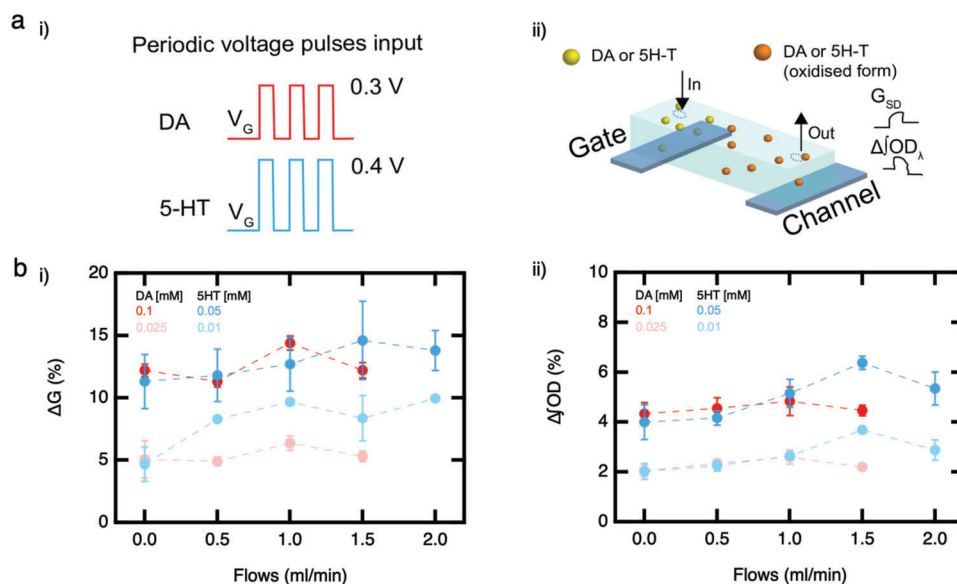 a
i)
Periodic voltage pulses input
DA
V_G
0.3 V
5-HT
V_G
0.4 V
ii)
DA or 5H-T
DA or 5H-T
(oxidised form)
In
Out
Gate
Channel
G_SD
Δ∫OD_λ
b
i)
DA [mM] 5HT [mM]
0.1 0.05
0.025 0.01
ΔG (%)
20
15
10
5
0
0.0 0.5 1.0 1.5 2.0
Flows (ml/min)
ii)
DA [mM] 5HT [mM]
0.1 0.05
0.025 0.01
Δ∫OD (%)
10
8
6
4
2
0
0.0 0.5 1.0 1.5 2.0
Flows (ml/min)